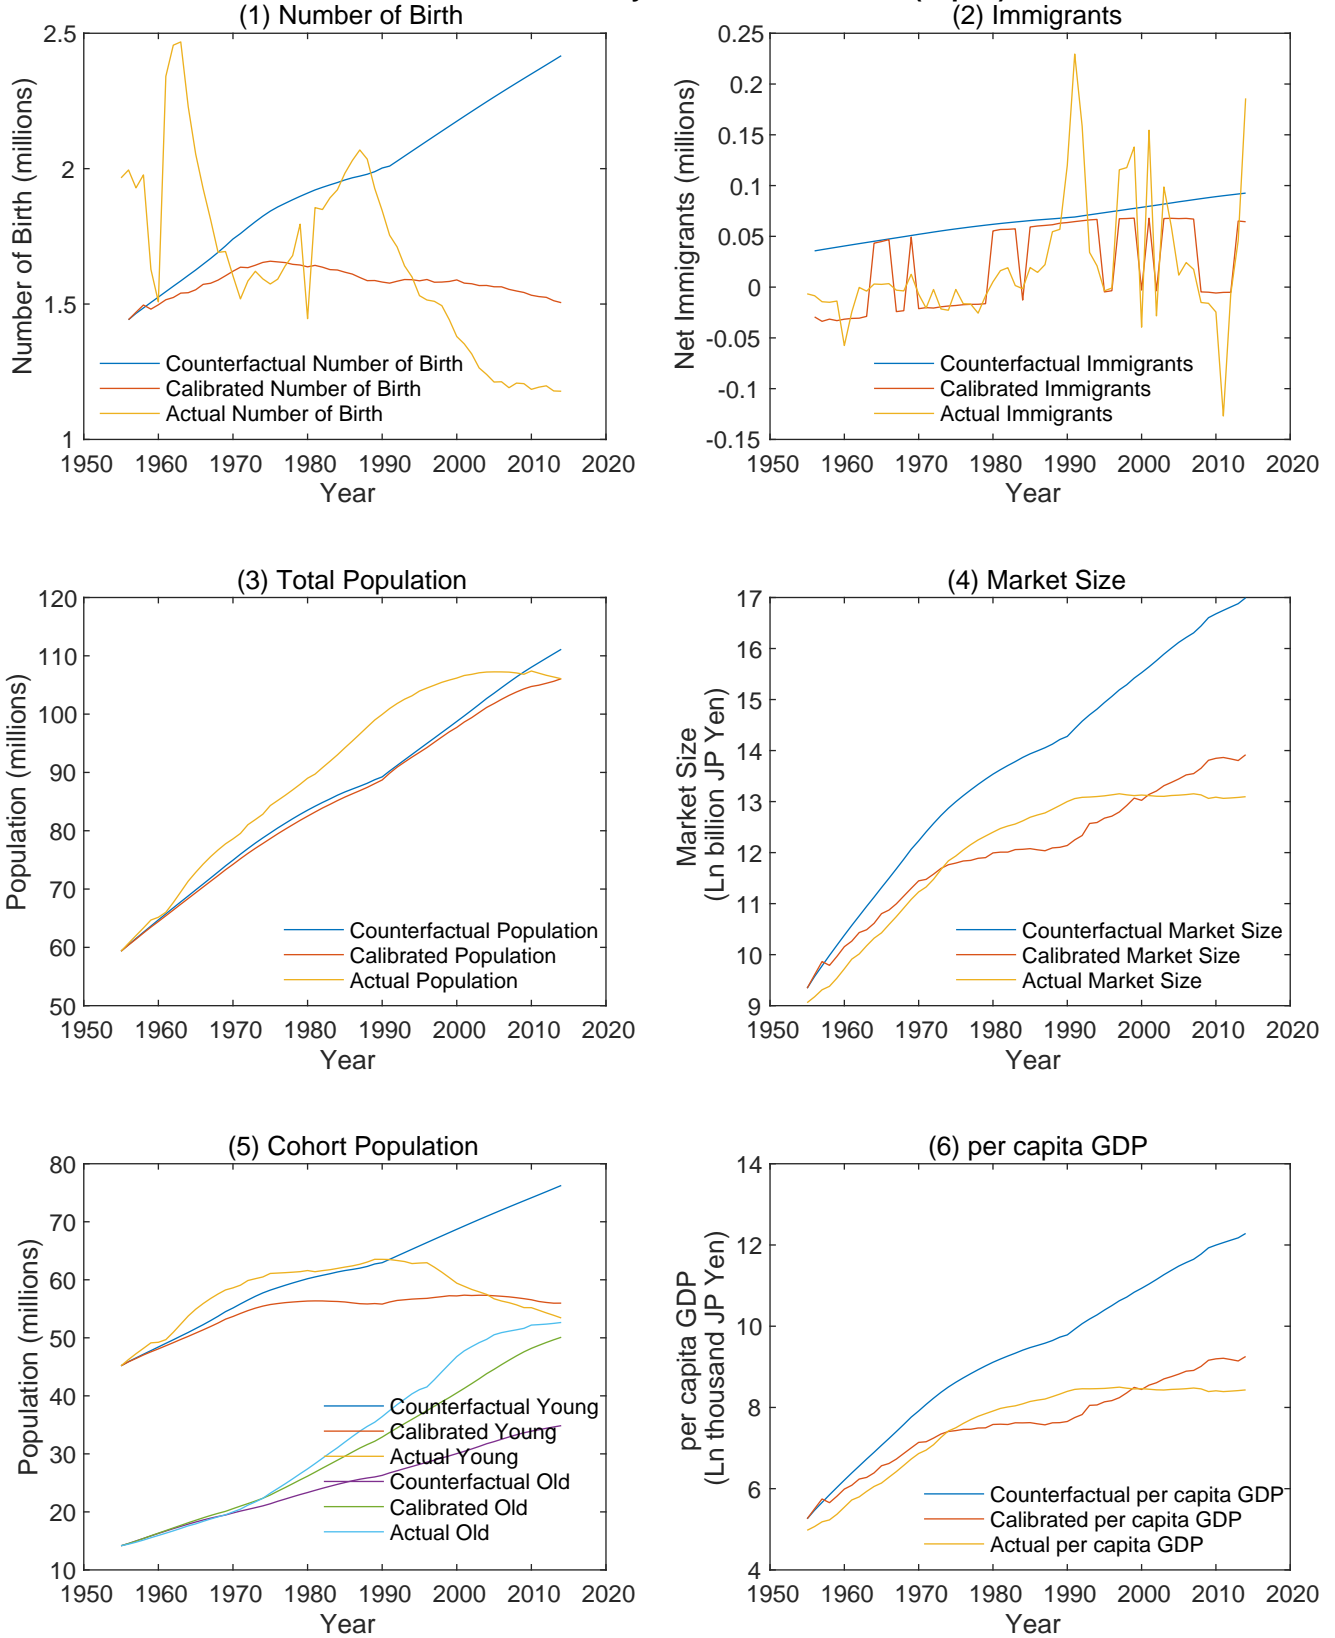 (1) Number of Birth
2.5
2
1.5
1
Number of Birth (millions)
Counterfactual Number of Birth
Calibrated Number of Birth
Actual Number of Birth
1950 1960 1970 1980 1990 2000 2010 2020
Year
(2) Immigrants
0.25
0.2
0.15
0.1
0.05
0
-0.05
-0.1
-0.15
Net Immigrants (millions)
Counterfactual Immigrants
Calibrated Immigrants
Actual Immigrants
1950 1960 1970 1980 1990 2000 2010 2020
Year
(3) Total Population
120
110
100
90
80
70
60
50
Population (millions)
Counterfactual Population
Calibrated Population
Actual Population
1950 1960 1970 1980 1990 2000 2010 2020
Year
(4) Market Size
17
16
15
14
13
12
11
10
9
Market Size
(Ln billion JP Yen)
Counterfactual Market Size
Calibrated Market Size
Actual Market Size
1950 1960 1970 1980 1990 2000 2010 2020
Year
(5) Cohort Population
80
70
60
50
40
30
20
10
Population (millions)
Counterfactual Young
Calibrated Young
Actual Young
Counterfactual Old
Calibrated Old
Actual Old
1950 1960 1970 1980 1990 2000 2010 2020
Year
(6) per capita GDP
14
12
10
8
6
4
per capita GDP
(Ln thousand JP Yen)
Counterfactual per capita GDP
Calibrated per capita GDP
Actual per capita GDP
1950 1960 1970 1980 1990 2000 2010 2020
Year